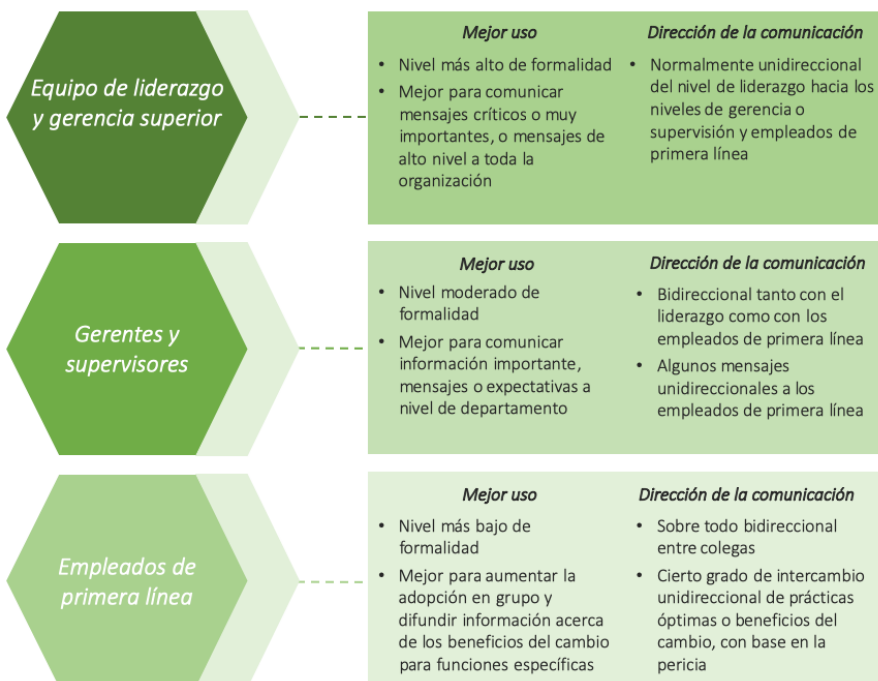 Equipo de liderazgo
y gerencia superior
Mejor uso
• Nivel más alto de formalidad
• Mejor para comunicar
mensajes críticos o muy
importantes, o mensajes de
alto nivel a toda la
organización
Dirección de la comunicación
• Normalmente unidireccional
del nivel de liderazgo hacia los
niveles de gerencia o
supervisión y empleados de
primera línea
Gerentes y
supervisores
Mejor uso
• Nivel moderado de
formalidad
• Mejor para comunicar
información importante,
mensajes o expectativas a
nivel de departamento
Dirección de la comunicación
• Bidireccional tanto con el
liderazgo como con los
empleados de primera línea
• Algunos mensajes
unidireccionales a los
empleados de primera línea
Empleados de
primera línea
Mejor uso
• Nivel más bajo de
formalidad
• Mejor para aumentar la
adopción en grupo y
difundir información acerca
de los beneficios del cambio
para funciones específicas
Dirección de la comunicación
• Sobre todo bidireccional
entre colegas
• Cierto grado de intercambio
unidireccional de prácticas
óptimas o beneficios del
cambio, con base en la
pericia